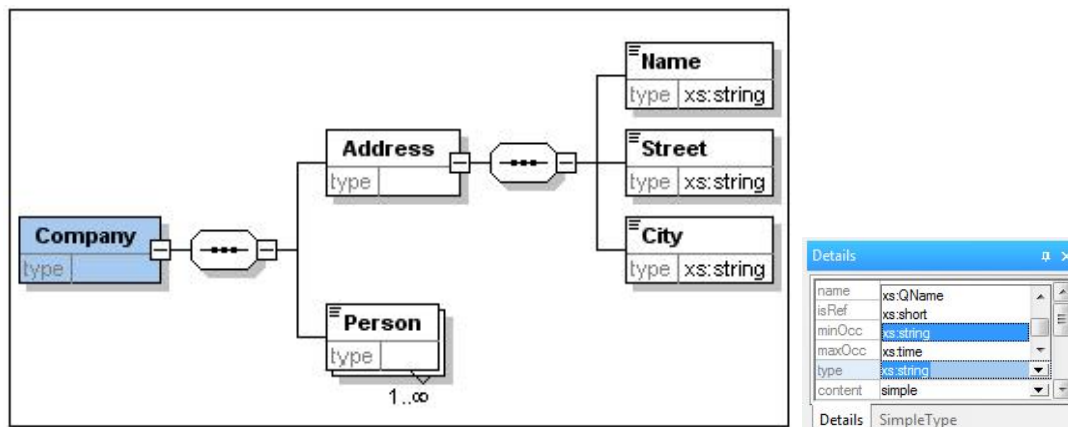 Name
type xs:string
Address
type
Street
type xs:string
Company
type
City
type xs:string
Person
type
1..∞
Details
name
xs:QName
isRef
xs:short
minOcc
xs:string
maxOcc
xs:time
type
xs:string
content
simple
Details SimpleType